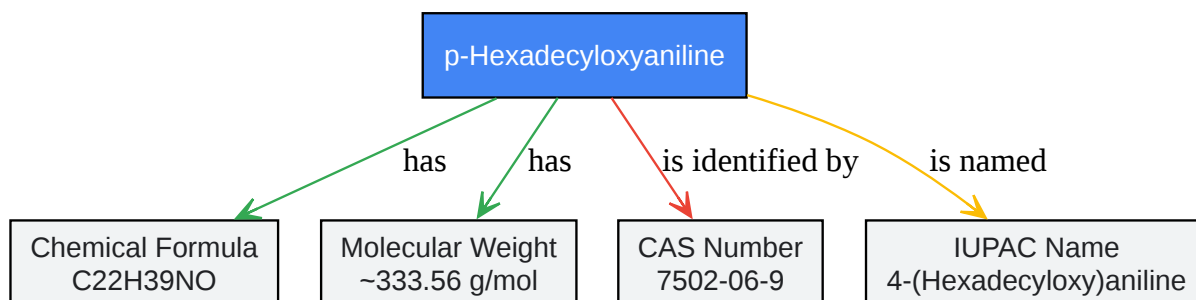 p-Hexadecyloxyaniline
has
has
is identified by
is named
Chemical Formula
C22H39NO
Molecular Weight
~333.56 g/mol
CAS Number
7502-06-9
IUPAC Name
4-(Hexadecyloxy)aniline